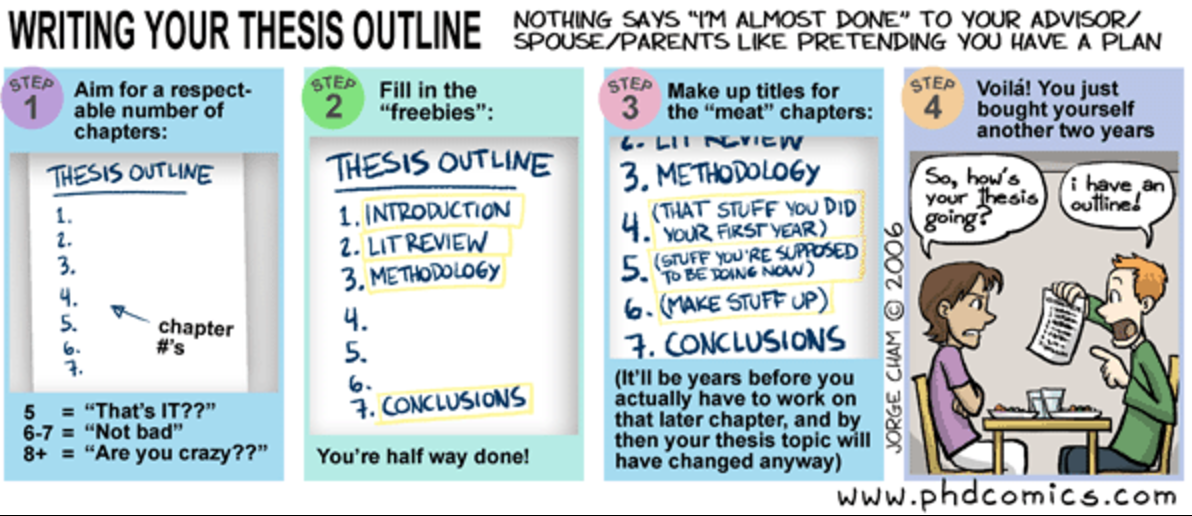 WRITING YOUR THESIS OUTLINE
NOTHING SAYS "I'M ALMOST DONE" TO YOUR ADVISOR/
SPOUSE/PARENTS LIKE PRETENDING YOU HAVE A PLAN
STEP
1
Aim for a respect-
able number of
chapters:
THESIS OUTLINE
1.
2.
3.
4.
5.
6.
7.
chapter
#'s
5 = "That's IT??"
6-7 = "Not bad"
8+ = "Are you crazy??"
STEP
2
Fill in the
"freebies":
THESIS OUTLINE
1. INTRODUCTION
2. LIT REVIEW
3. METHODOLOGY
4.
5.
6.
7. CONCLUSIONS
You're half way done!
STEP
3
Make up titles for
the "meat" chapters:
2. LIT REVIEW
3. METHODOLOGY
4. (THAT STUFF YOU DID
YOUR FIRST YEAR)
5. (STUFF YOU'RE SUPPOSED
TO BE DOING NOW)
6. (MAKE STUFF UP)
7. CONCLUSIONS
(It'll be years before you
actually have to work on
that later chapter, and by
then your thesis topic will
have changed anyway)
STEP
4
Voilá! You just
bought yourself
another two years
So, how's
your thesis
going?
i have an
outline!
JORGE CHAM © 2006
www.phdcomics.com